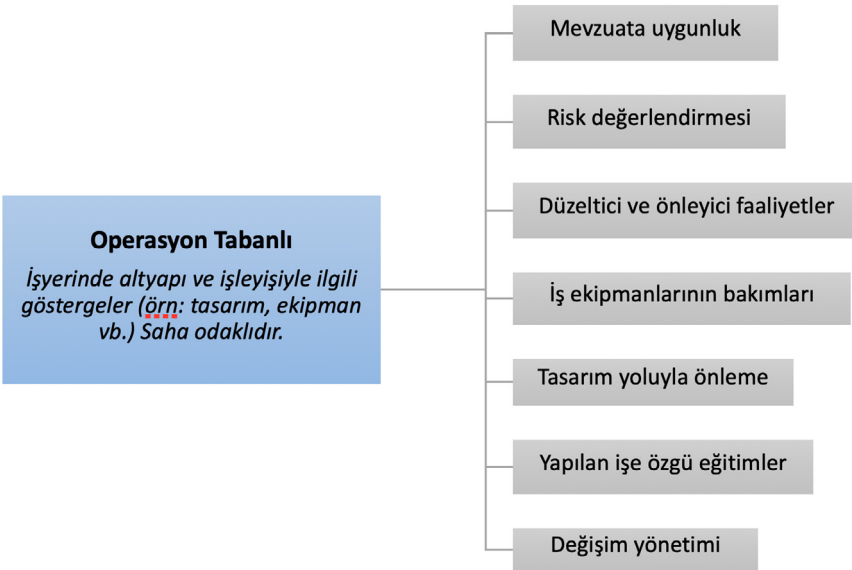 Operasyon Tabanlı
İşyerinde altyapı ve işleyişiyle ilgili
göstergeler (örn: tasarım, ekipman
vb.) Saha odaklıdır.
Mevzuata uygunluk
Risk değerlendirmesi
Düzeltici ve önleyici faaliyetler
İş ekipmanlarının bakımları
Tasarım yoluyla önleme
Yapılan işe özgü eğitimler
Değişim yönetimi